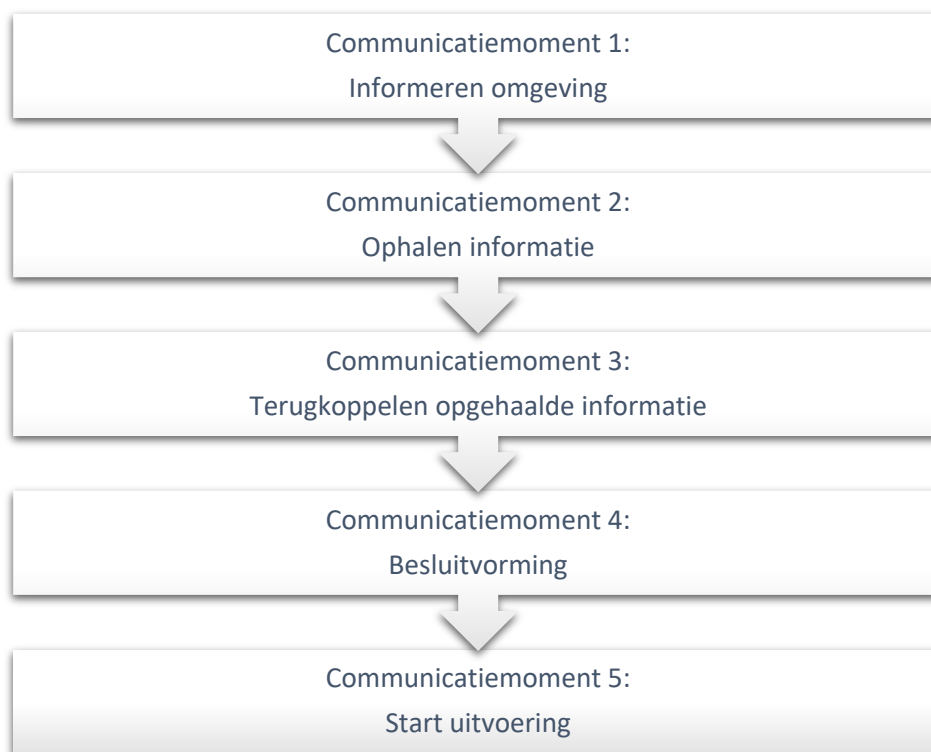 Communicatiemoment 1:
Informeren omgeving
Communicatiemoment 2:
Ophalen informatie
Communicatiemoment 3:
Terugkoppelen opgehaalde informatie
Communicatiemoment 4:
Besluitvorming
Communicatiemoment 5:
Start uitvoering